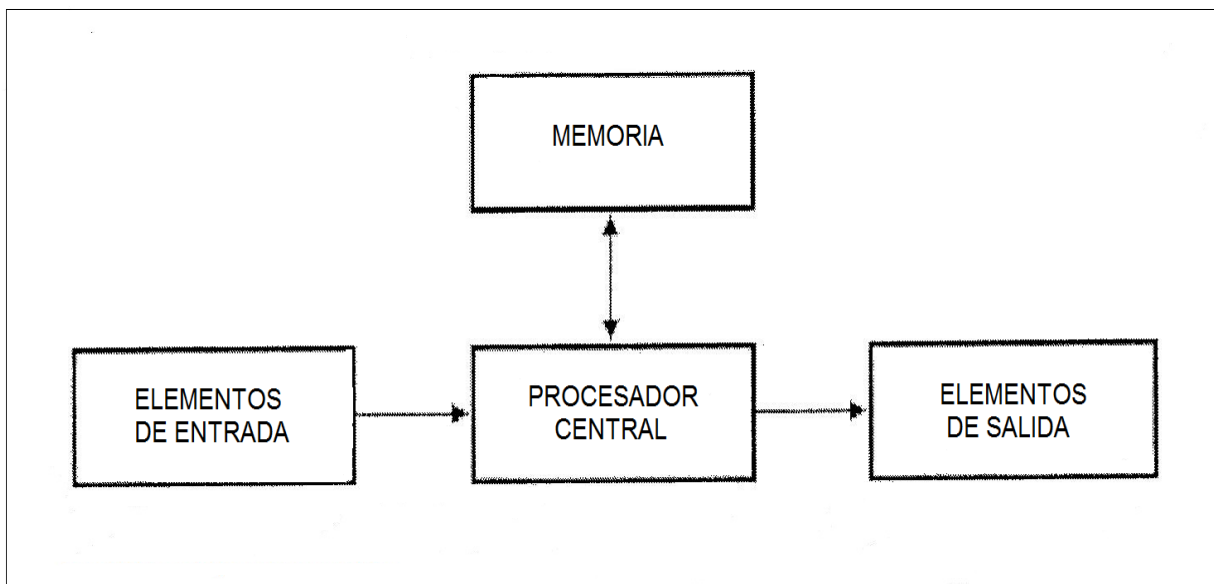 MEMORIA
ELEMENTOS
DE ENTRADA
PROCESADOR
CENTRAL
ELEMENTOS
DE SALIDA